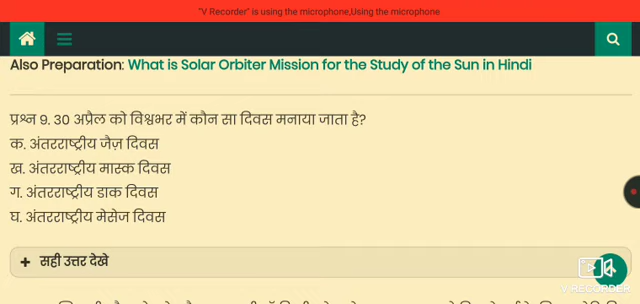 "V Recorder" is using the microphone,Using the microphone
Also Preparation: What is Solar Orbiter Mission for the Study of the Sun in Hindi
प्रश्न 9. 30 अप्रैल को विश्वभर में कौन सा दिवस मनाया जाता है?
क. अंतरराष्ट्रीय जैज़ दिवस
ख. अंतरराष्ट्रीय मास्क दिवस
ग. अंतरराष्ट्रीय डाक दिवस
घ. अंतरराष्ट्रीय मेसेज दिवस
+ सही उत्तर देखे
V RECORDER